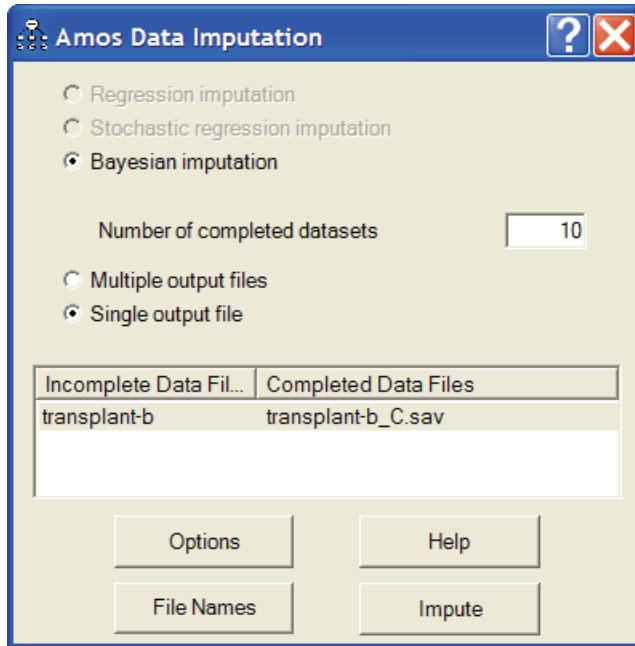 Amos Data Imputation
Regression imputation
Stochastic regression imputation
Bayesian imputation
Number of completed datasets 10
Multiple output files
Single output file
Incomplete Data Fil... Completed Data Files
transplant-b transplant-b_C.sav
Options Help
File Names Impute